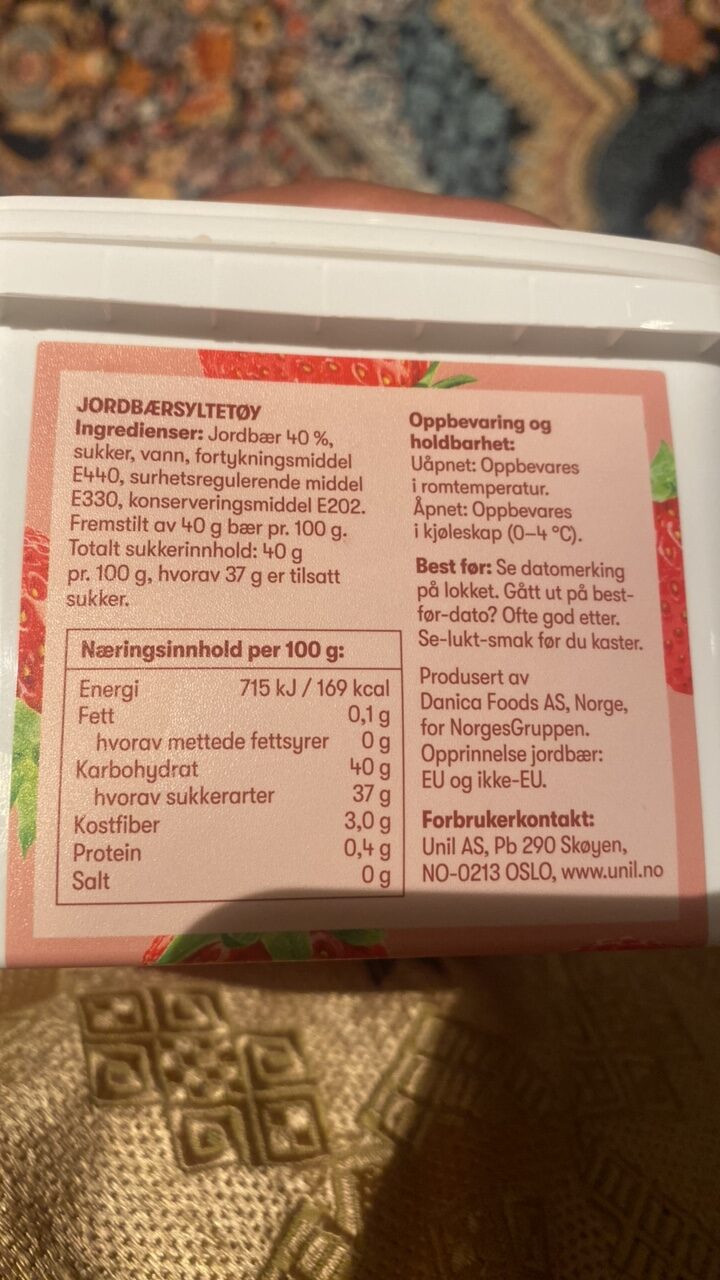 JORDBÆRSYLTETØY
Ingredienser: Jordbær 40 %,
sukker, vann, fortykningsmiddel
E440, surhetsregulerende middel
E330, konserveringsmiddel E202.
Fremstilt av 40 g bær pr. 100 g.
Totalt sukkerinnhold: 40 g
pr. 100 g, hvorav 37 g er tilsatt
sukker.
Næringsinnhold per 100 g:
Energi 715 kJ / 169 kcal
Fett 0,1 g
hvorav mettede fettsyrer 0 g
Karbohydrat 40 g
hvorav sukkerarter 37 g
Kostfiber 3,0 g
Protein 0,4 g
Salt 0 g
Oppbevaring og
holdbarhet:
Uåpnet: Oppbevares
i romtemperatur.
Åpnet: Oppbevares
i kjøleskap (0–4 °C).
Best før: Se datomerking
på lokket. Gått ut på best-
før-dato? Ofte god etter.
Se-lukt-smak før du kaster.
Produsert av
Danica Foods AS, Norge,
for NorgesGruppen.
Opprinnelse jordbær:
EU og ikke-EU.
Forbrukerkontakt:
Unil AS, Pb 290 Skøyen,
NO-0213 OSLO, www.unil.no